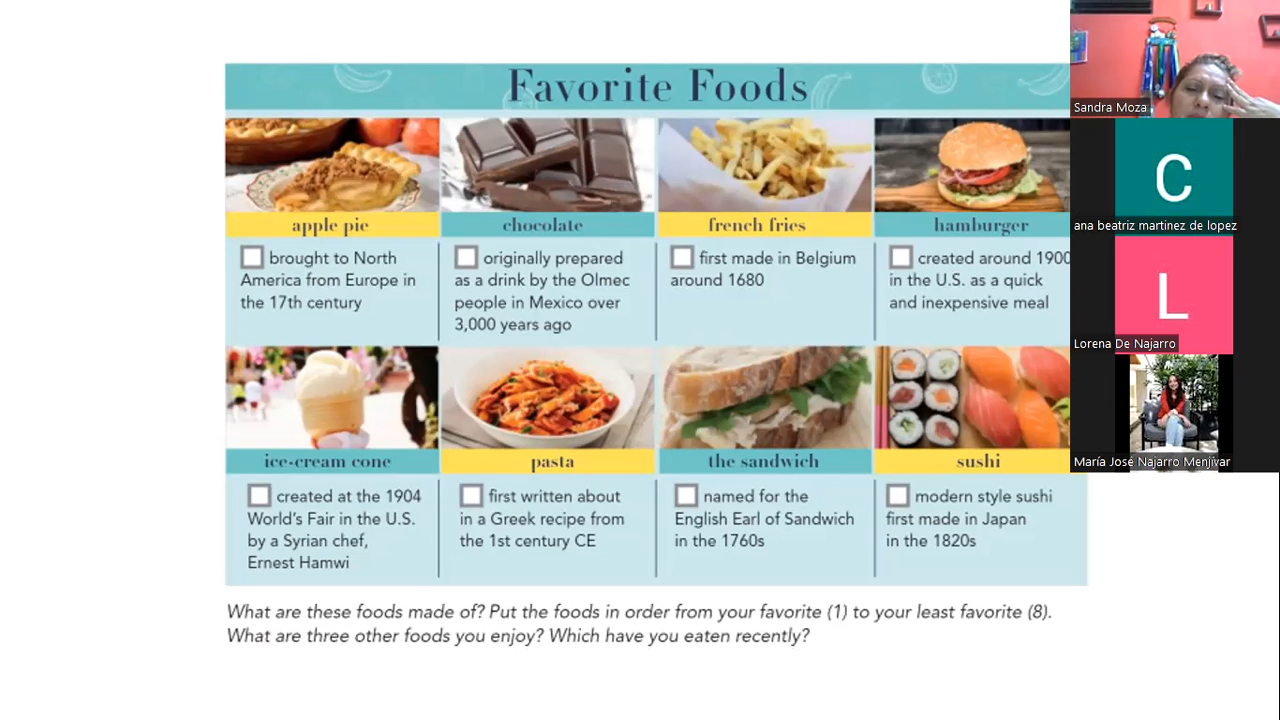 Favorite Foods
apple pie
brought to North
America from Europe in
the 17th century
chocolate
originally prepared
as a drink by the Olmec
people in Mexico over
3,000 years ago
french fries
first made in Belgium
around 1680
hamburger
created around 1900
in the U.S. as a quick
and inexpensive meal
ice-cream cone
created at the 1904
World's Fair in the U.S.
by a Syrian chef,
Ernest Hamwi
pasta
first written about
in a Greek recipe from
the 1st century CE
the sandwich
named for the
English Earl of Sandwich
in the 1760s
sushi
modern style sushi
first made in Japan
in the 1820s
What are these foods made of? Put the foods in order from your favorite (1) to your least favorite (8).
What are three other foods you enjoy? Which have you eaten recently?
Sandra Moza
C
ana beatriz martinez de lopez
L
Lorena De Najarro
María José Najarro Menjívar